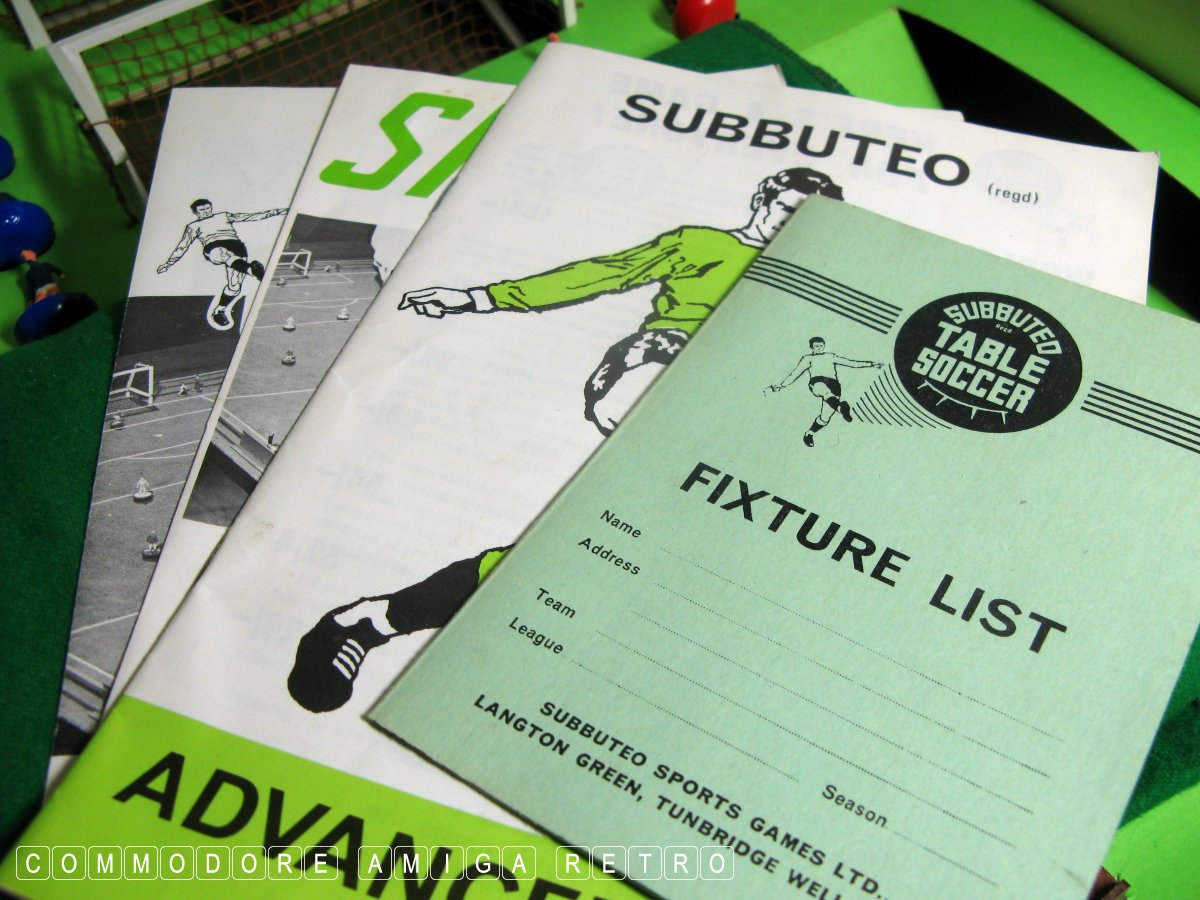 SUBBUTEO (regd)
SUBBUTEO
Regd
TABLE
SOCCER
FIXTURE LIST
Name
Address
Team
League
Season
SUBBUTEO SPORTS GAMES LTD.,
LANGTON GREEN, TUNBRIDGE WELL
ADVANCE
COMMODORE AMIGA RETRO